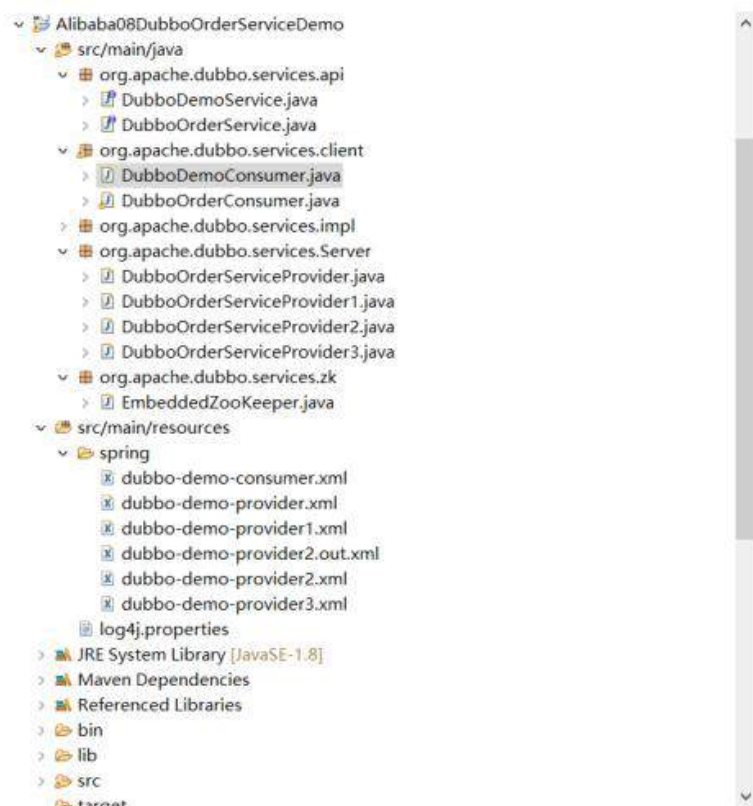 Alibaba08DubboOrderServiceDemo
src/main/java
org.apache.dubbo.services.api
DubboDemoService.java
DubboOrderService.java
org.apache.dubbo.services.client
DubboDemoConsumer.java
DubboOrderConsumer.java
org.apache.dubbo.services.impl
org.apache.dubbo.services.Server
DubboOrderServiceProvider.java
DubboOrderServiceProvider1.java
DubboOrderServiceProvider2.java
DubboOrderServiceProvider3.java
org.apache.dubbo.services.zk
EmbeddedZooKeeper.java
src/main/resources
spring
dubbo-demo-consumer.xml
dubbo-demo-provider.xml
dubbo-demo-provider1.xml
dubbo-demo-provider2.out.xml
dubbo-demo-provider2.xml
dubbo-demo-provider3.xml
log4j.properties
JRE System Library [JavaSE-1.8]
Maven Dependencies
Referenced Libraries
bin
lib
src
target